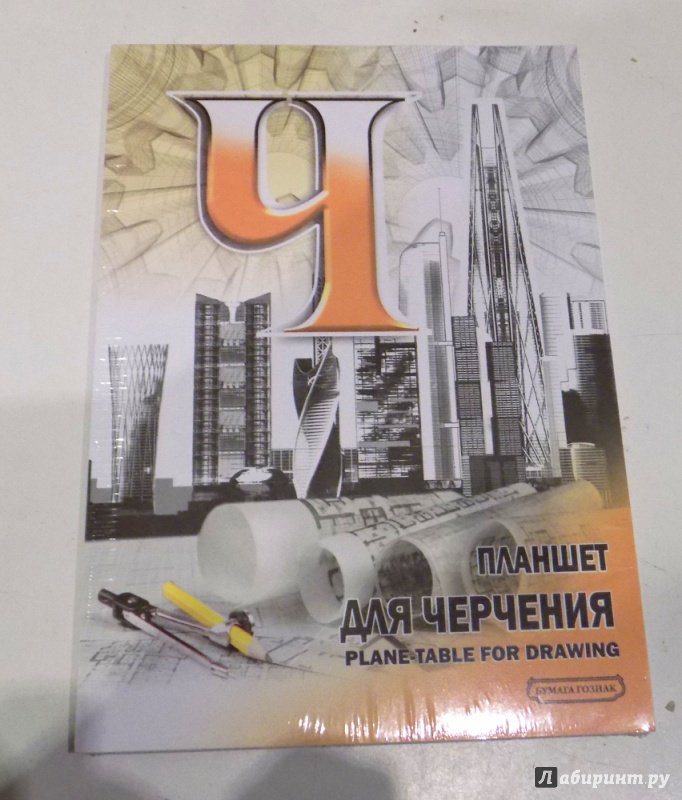 Ч
ПЛАНШЕТ
ДЛЯ ЧЕРЧЕНИЯ
PLANE-TABLE FOR DRAWING
БУМАГА ГОЗНАК
Лабиринт.ру